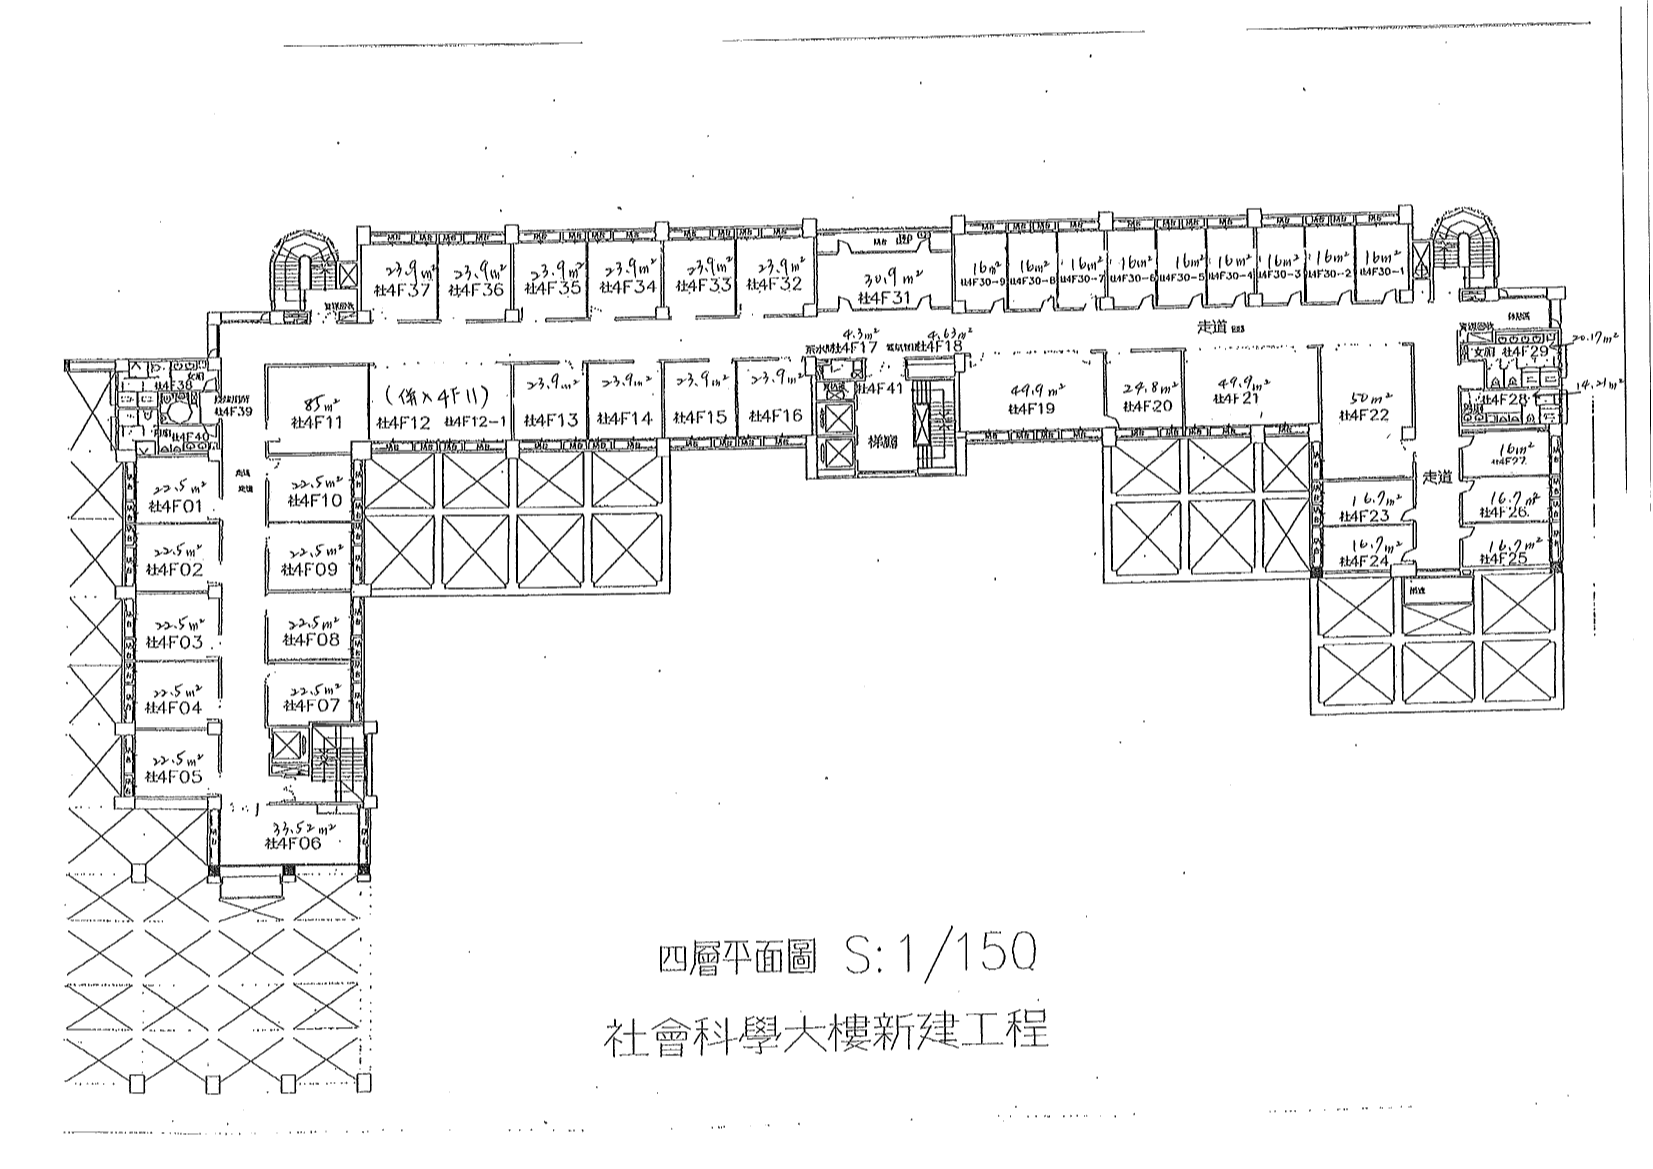 23.9m²
社4F37
23.9m²
社4F36
23.9m²
社4F35
23.9m²
社4F34
23.9m²
社4F33
23.9m²
社4F32
30.9m²
社4F31
16m²
社4F30-9
16m²
社4F30-8
16m²
社4F30-7
16m²
社4F30-6
16m²
社4F30-5
16m²
社4F30-4
16m²
社4F30-3
16m²
社4F30-2
16m²
社4F30-1
走道
4.3m²
茶水間社4F17
4.63m²
社4F18
女廁
社4F38
社4F39
社4F40
85m²
社4F11
(併入4F11)
社4F12
社4F12-1
23.9m²
社4F13
23.9m²
社4F14
23.9m²
社4F15
23.9m²
社4F16
社4F41
梯廳
49.9m²
社4F19
24.8m²
社4F20
49.9m²
社4F21
50m²
社4F22
20.17m²
女廁
社4F29
14.21m²
社4F28
16m²
社4F27
走道
16.7m²
社4F23
16.7m²
社4F26
16.7m²
社4F24
16.7m²
社4F25
走道
22.5m²
社4F01
22.5m²
社4F10
22.5m²
社4F02
22.5m²
社4F09
22.5m²
社4F03
22.5m²
社4F08
22.5m²
社4F04
22.5m²
社4F07
22.5m²
社4F05
33.52m²
社4F06
四層平面圖 S:1/150
社會科學大樓新建工程